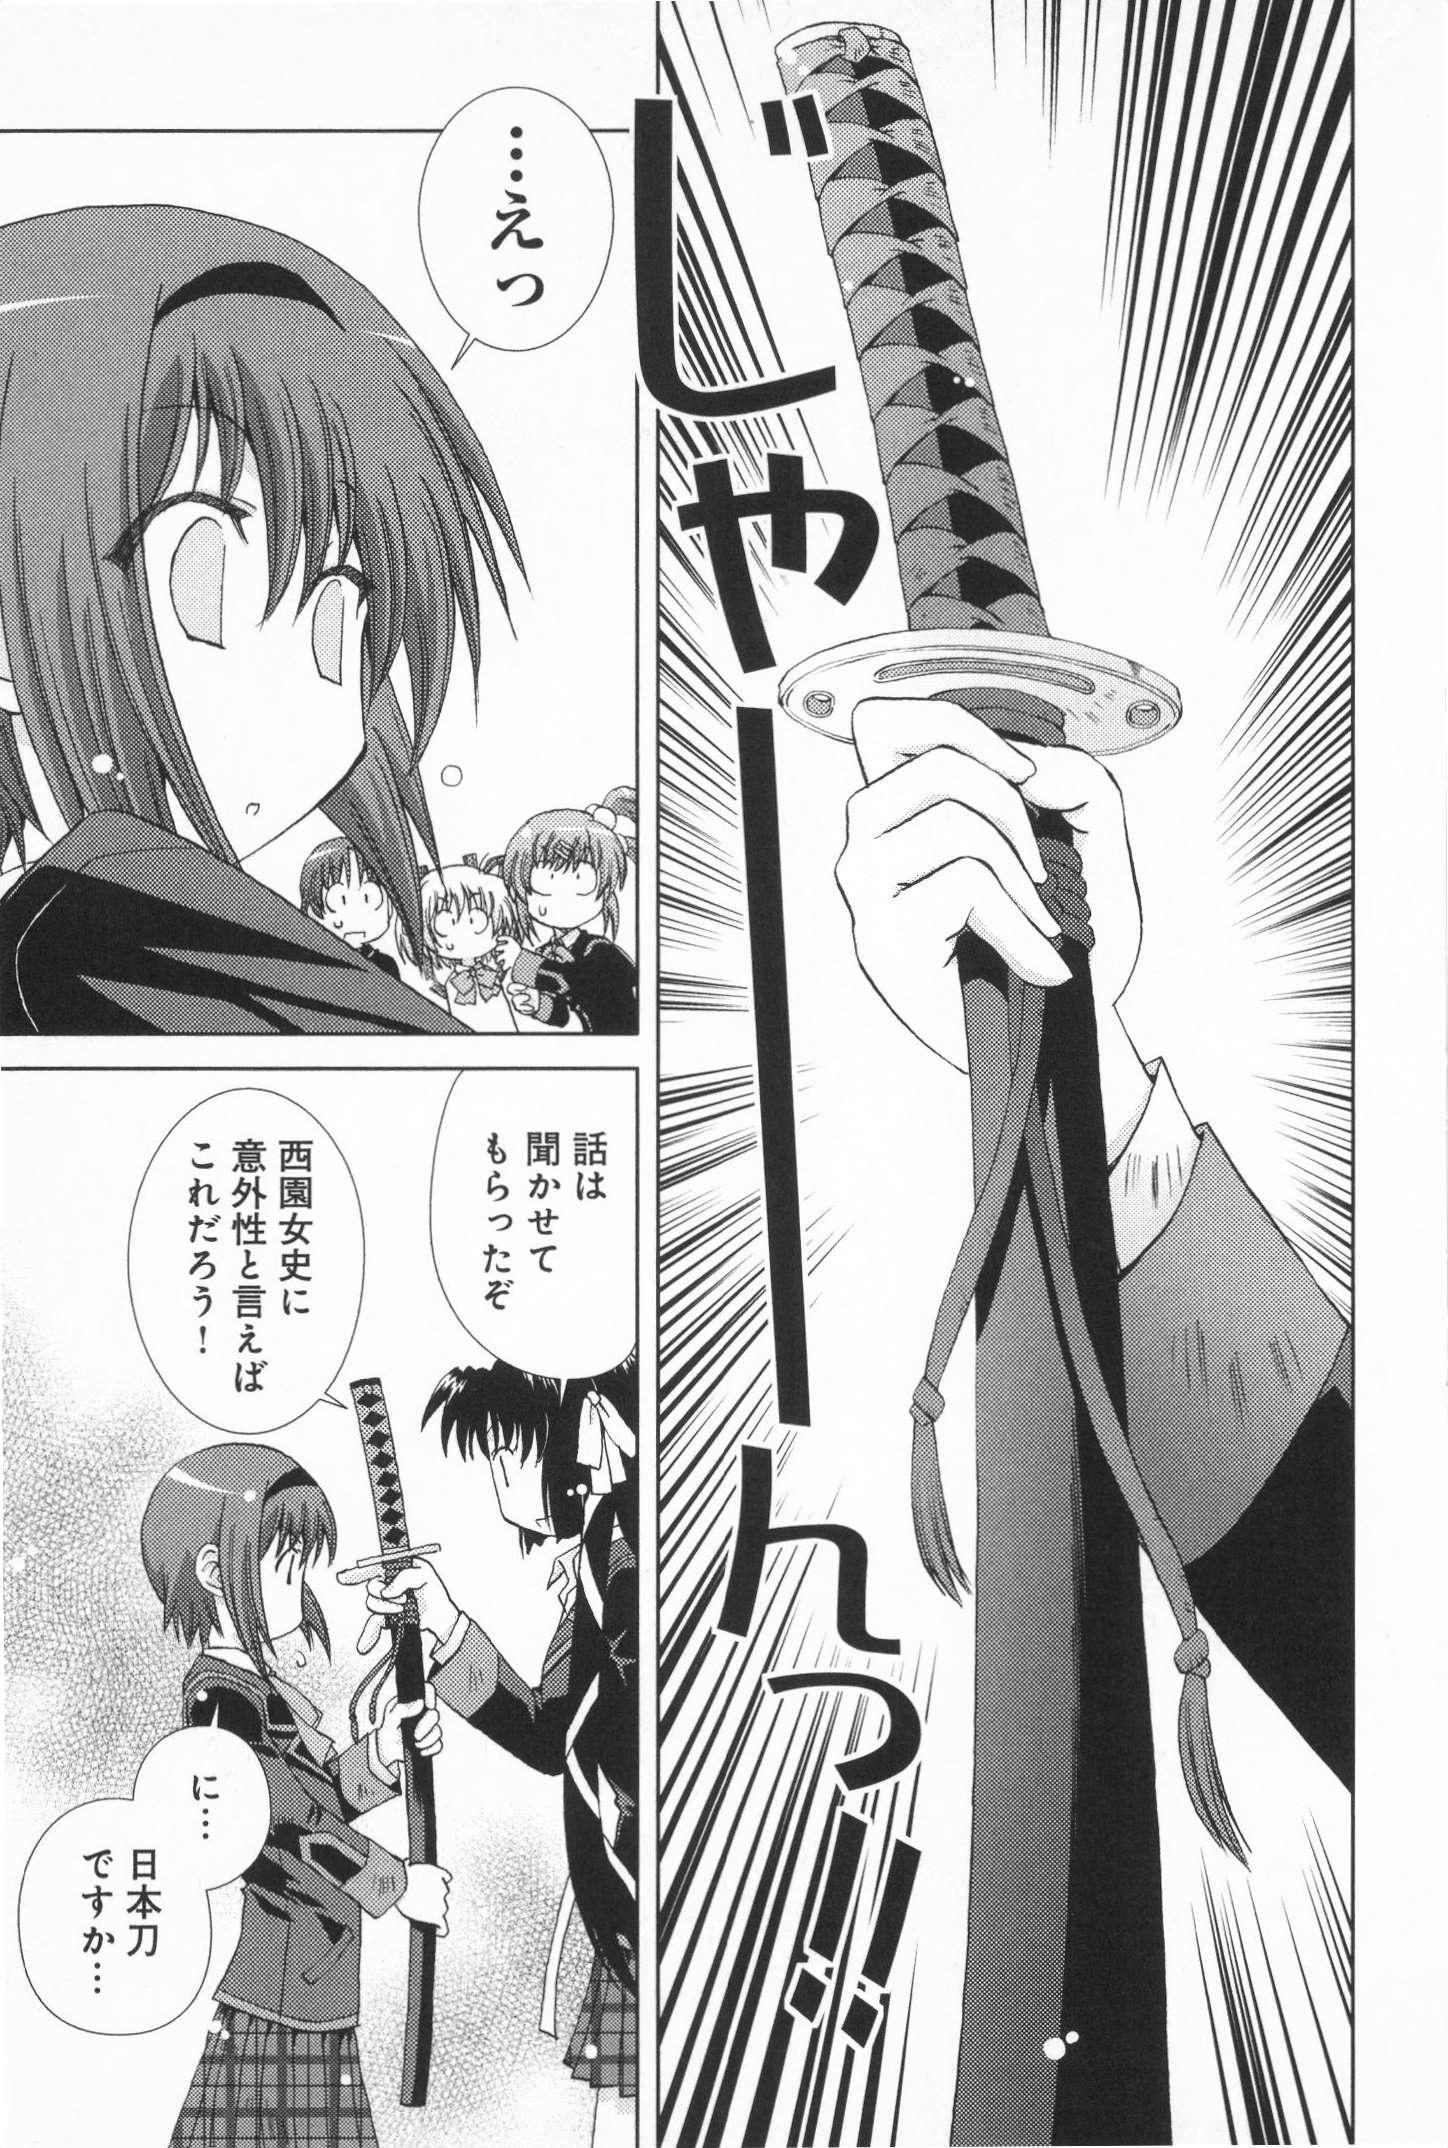 じゃーーんっ!!
…えっ
話は
聞かせて
もらったぞ
西園女史に
意外性と言えば
これだろう!
に…
日本刀
ですか…